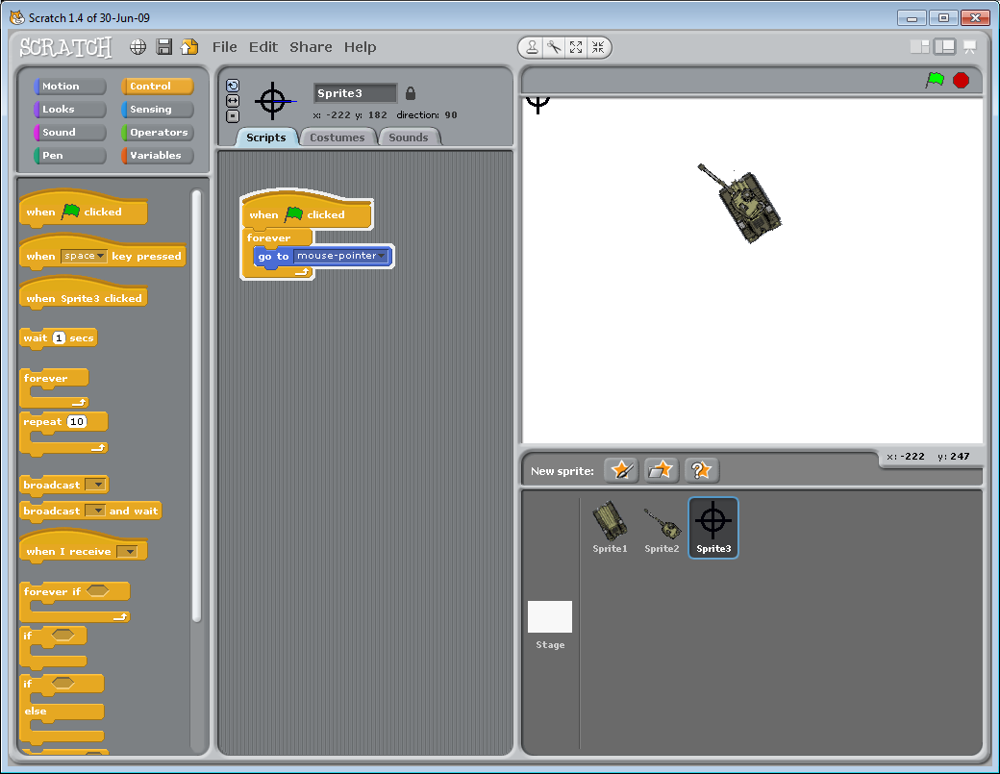 Scratch 1.4 of 30-Jun-09
SCRATCH File Edit Share Help
Motion Control
Looks Sensing
Sound Operators
Pen Variables
when clicked
when space key pressed
when Sprite3 clicked
wait 1 secs
forever
repeat 10
broadcast
broadcast and wait
when I receive
forever if
if
if
else
Sprite3
x: -222 y: 182 direction: 90
Scripts Costumes Sounds
when clicked
forever
go to mouse-pointer
x: -222 y: 247
New sprite:
Sprite1 Sprite2 Sprite3
Stage